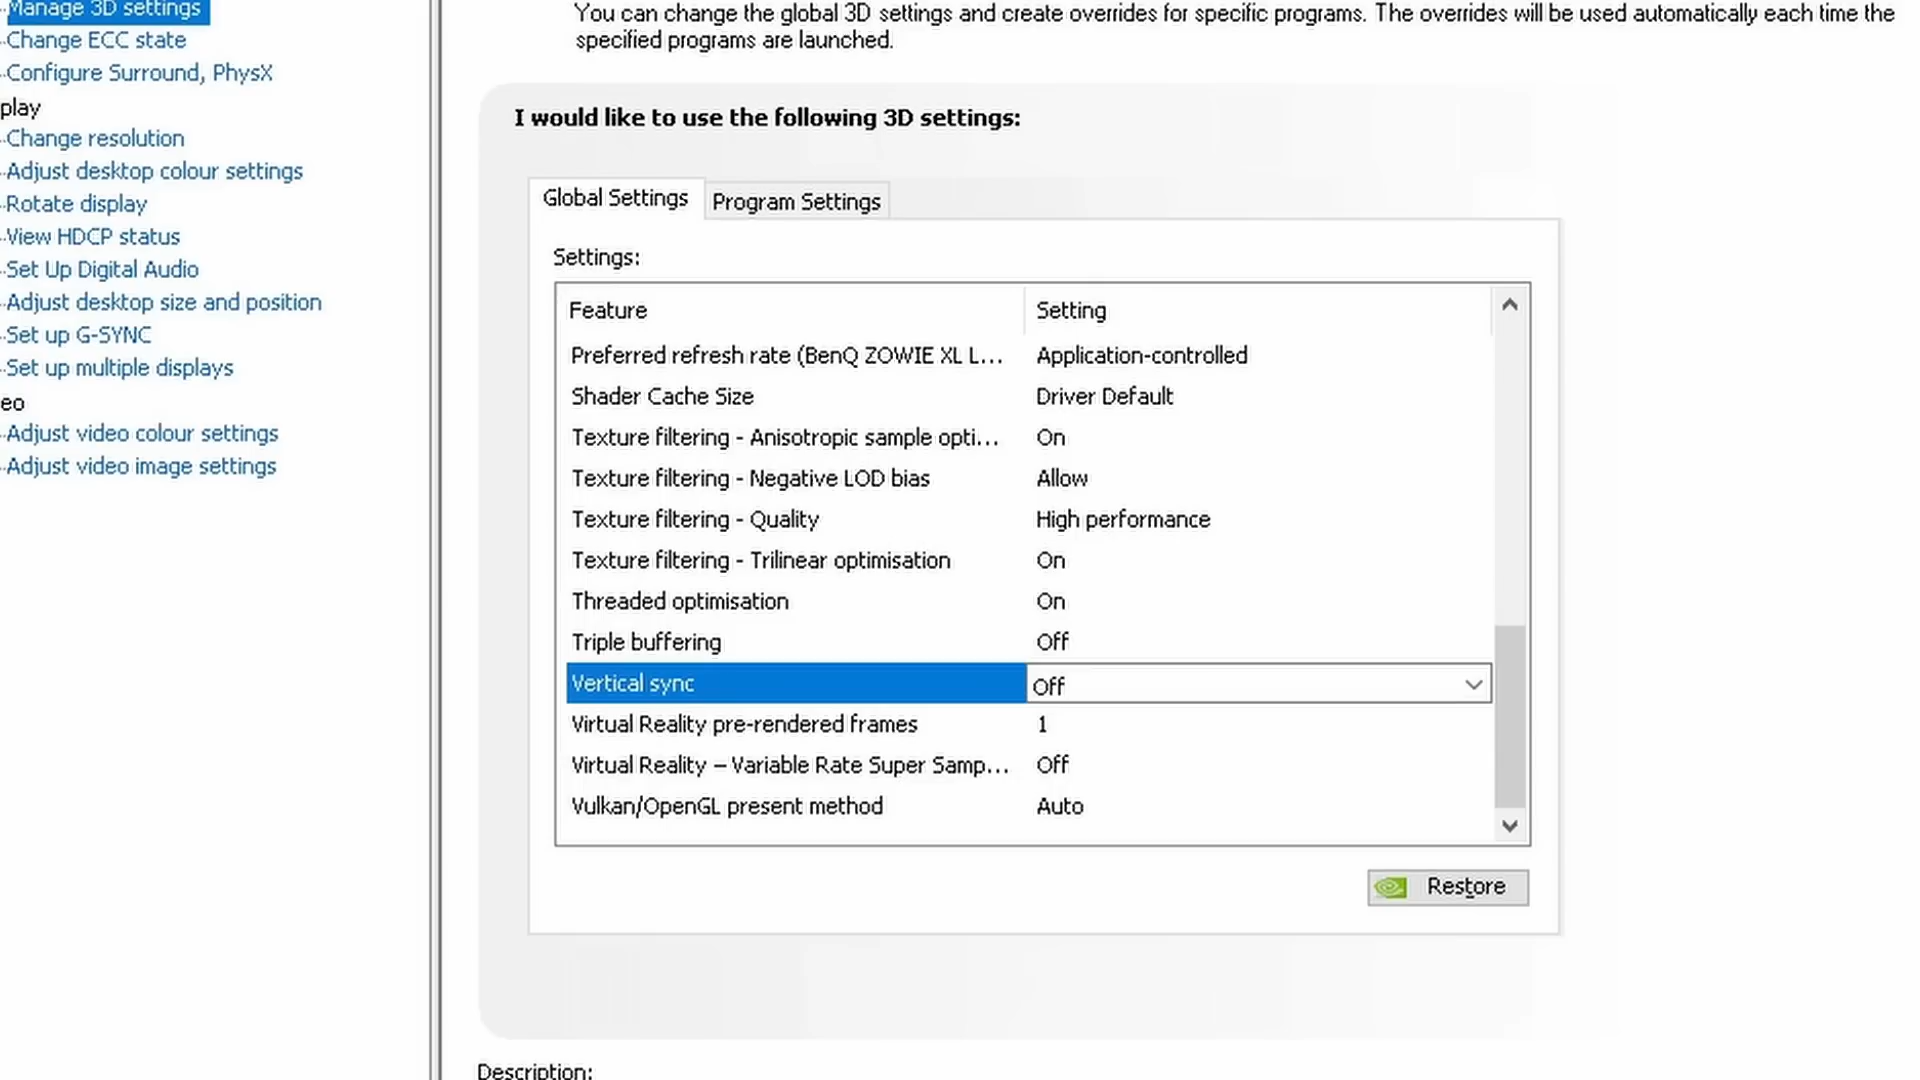 Manage 3D settings
Change ECC state
Configure Surround, PhysX
play
Change resolution
Adjust desktop colour settings
Rotate display
View HDCP status
Set Up Digital Audio
Adjust desktop size and position
Set up G-SYNC
Set up multiple displays
eo
Adjust video colour settings
Adjust video image settings
You can change the global 3D settings and create overrides for specific programs. The overrides will be used automatically each time the
specified programs are launched.
I would like to use the following 3D settings:
Global Settings Program Settings
Settings:
Feature Setting
Preferred refresh rate (BenQ ZOWIE XL L... Application-controlled
Shader Cache Size Driver Default
Texture filtering - Anisotropic sample opti... On
Texture filtering - Negative LOD bias Allow
Texture filtering - Quality High performance
Texture filtering - Trilinear optimisation On
Threaded optimisation On
Triple buffering Off
Vertical sync Off
Virtual Reality pre-rendered frames 1
Virtual Reality – Variable Rate Super Samp... Off
Vulkan/OpenGL present method Auto
Restore
Description: